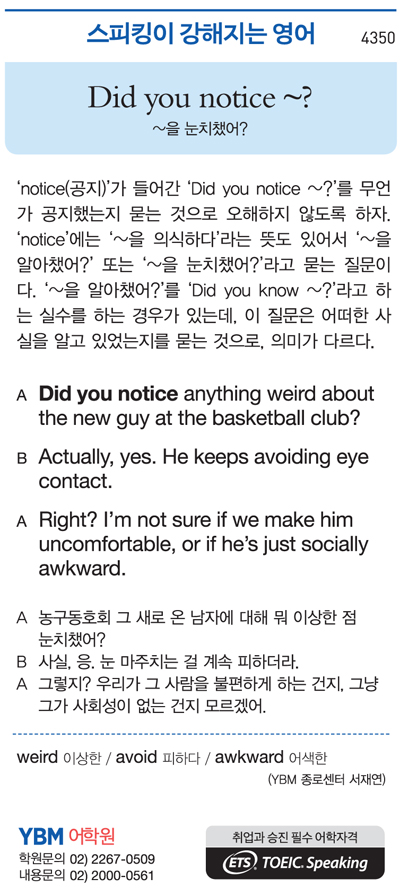 스피킹이 강해지는 영어 4350
Did you notice ~?
~을 눈치챘어?
‘notice(공지)’가 들어간 ‘Did you notice ~?’를 무언
가 공지했는지 묻는 것으로 오해하지 않도록 하자.
‘notice’에는 ‘~을 의식하다’라는 뜻도 있어서 ‘~을
알아챘어?’ 또는 ‘~을 눈치챘어?’라고 묻는 질문이
다. ‘~을 알아챘어?’를 ‘Did you know ~?’라고 하
는 실수를 하는 경우가 있는데, 이 질문은 어떠한 사
실을 알고 있었는지를 묻는 것으로, 의미가 다르다.
A Did you notice anything weird about
the new guy at the basketball club?
B Actually, yes. He keeps avoiding eye
contact.
A Right? I’m not sure if we make him
uncomfortable, or if he’s just socially
awkward.
A 농구동호회 그 새로 온 남자에 대해 뭐 이상한 점
눈치챘어?
B 사실, 응. 눈 마주치는 걸 계속 피하더라.
A 그렇지? 우리가 그 사람을 불편하게 하는 건지, 그냥
그가 사회성이 없는 건지 모르겠어.
weird 이상한 / avoid 피하다 / awkward 어색한
(YBM 종로센터 서재연)
YBM 어학원
학원문의 02) 2267-0509
내용문의 02) 2000-0561
취업과 승진 필수 어학자격
ETS TOEIC. Speaking